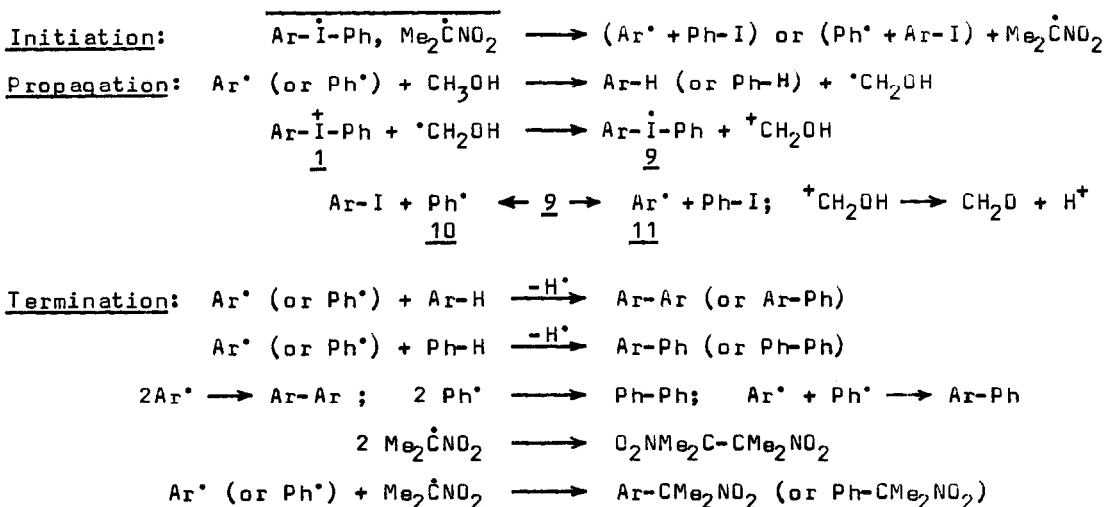 Initiation: Ar-İ-Ph, Me₂ĊNO₂ ⟶ (Ar• + Ph-I) or (Ph• + Ar-I) + Me₂ĊNO₂
Propagation: Ar• (or Ph•) + CH₃OH ⟶ Ar-H (or Ph-H) + •CH₂OH
Ar-I⁺-Ph + •CH₂OH ⟶ Ar-İ-Ph + ⁺CH₂OH
1 9
Ar-I + Ph• ← 9 → Ar• + Ph-I; ⁺CH₂OH ⟶ CH₂O + H⁺
10 11
Termination: Ar• (or Ph•) + Ar-H -H•⟶ Ar-Ar (or Ar-Ph)
Ar• (or Ph•) + Ph-H -H•⟶ Ar-Ph (or Ph-Ph)
2Ar• ⟶ Ar-Ar ; 2 Ph• ⟶ Ph-Ph; Ar• + Ph• ⟶ Ar-Ph
2 Me₂ĊNO₂ ⟶ O₂NMe₂C-CMe₂NO₂
Ar• (or Ph•) + Me₂ĊNO₂ ⟶ Ar-CMe₂NO₂ (or Ph-CMe₂NO₂)